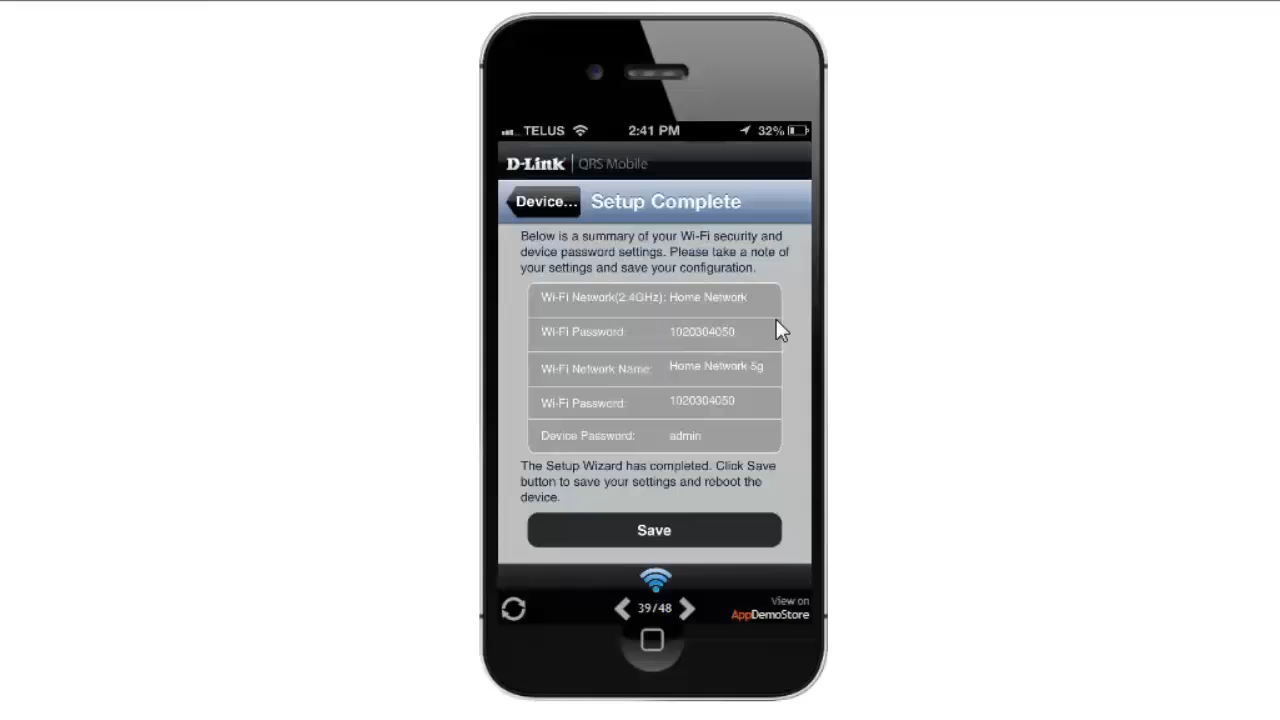 TELUS 2:41 PM 32%
D-Link | QRS Mobile
Device... Setup Complete
Below is a summary of your Wi-Fi security and
device password settings. Please take a note of
your settings and save your configuration.
Wi-Fi Network(2.4GHz): Home Network
Wi-Fi Password: 1020304050
Wi-Fi Network Name: Home Network 5g
Wi-Fi Password: 1020304050
Device Password: admin
The Setup Wizard has completed. Click Save
button to save your settings and reboot the
device.
Save
39/48
View on
AppDemoStore